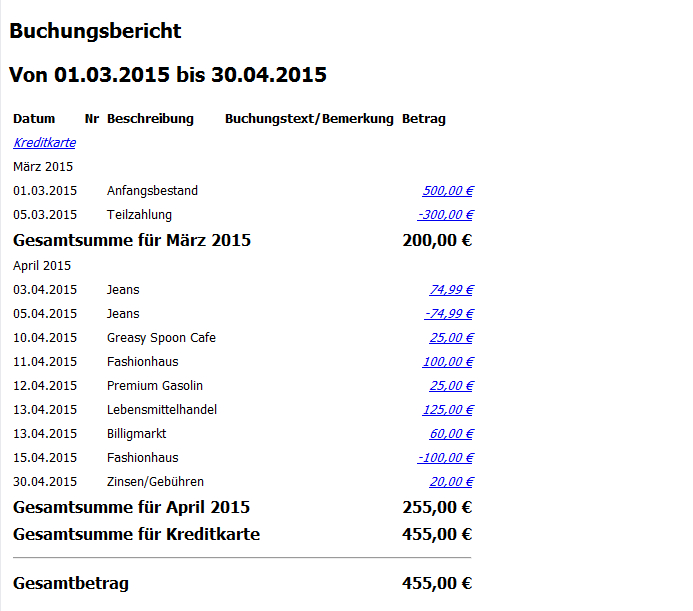 Buchungsbericht
Von 01.03.2015 bis 30.04.2015
Datum Nr Beschreibung Buchungstext/Bemerkung Betrag
Kreditkarte
März 2015
01.03.2015 Anfangsbestand 500,00 €
05.03.2015 Teilzahlung -300,00 €
Gesamtsumme für März 2015 200,00 €
April 2015
03.04.2015 Jeans 74,99 €
05.04.2015 Jeans -74,99 €
10.04.2015 Greasy Spoon Cafe 25,00 €
11.04.2015 Fashionhaus 100,00 €
12.04.2015 Premium Gasolin 25,00 €
13.04.2015 Lebensmittelhandel 125,00 €
13.04.2015 Billigmarkt 60,00 €
15.04.2015 Fashionhaus -100,00 €
30.04.2015 Zinsen/Gebühren 20,00 €
Gesamtsumme für April 2015 255,00 €
Gesamtsumme für Kreditkarte 455,00 €
Gesamtbetrag 455,00 €